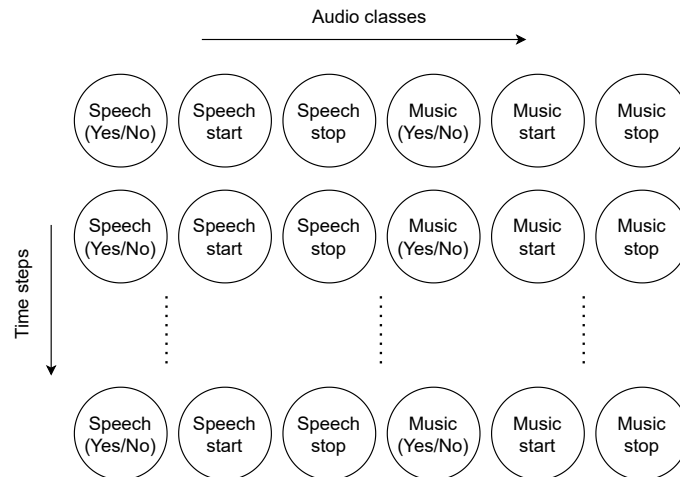 Audio classes
Speech
(Yes/No)
Speech
start
Speech
stop
Music
(Yes/No)
Music
start
Music
stop
Speech
(Yes/No)
Speech
start
Speech
stop
Music
(Yes/No)
Music
start
Music
stop
Time steps
Speech
(Yes/No)
Speech
start
Speech
stop
Music
(Yes/No)
Music
start
Music
stop